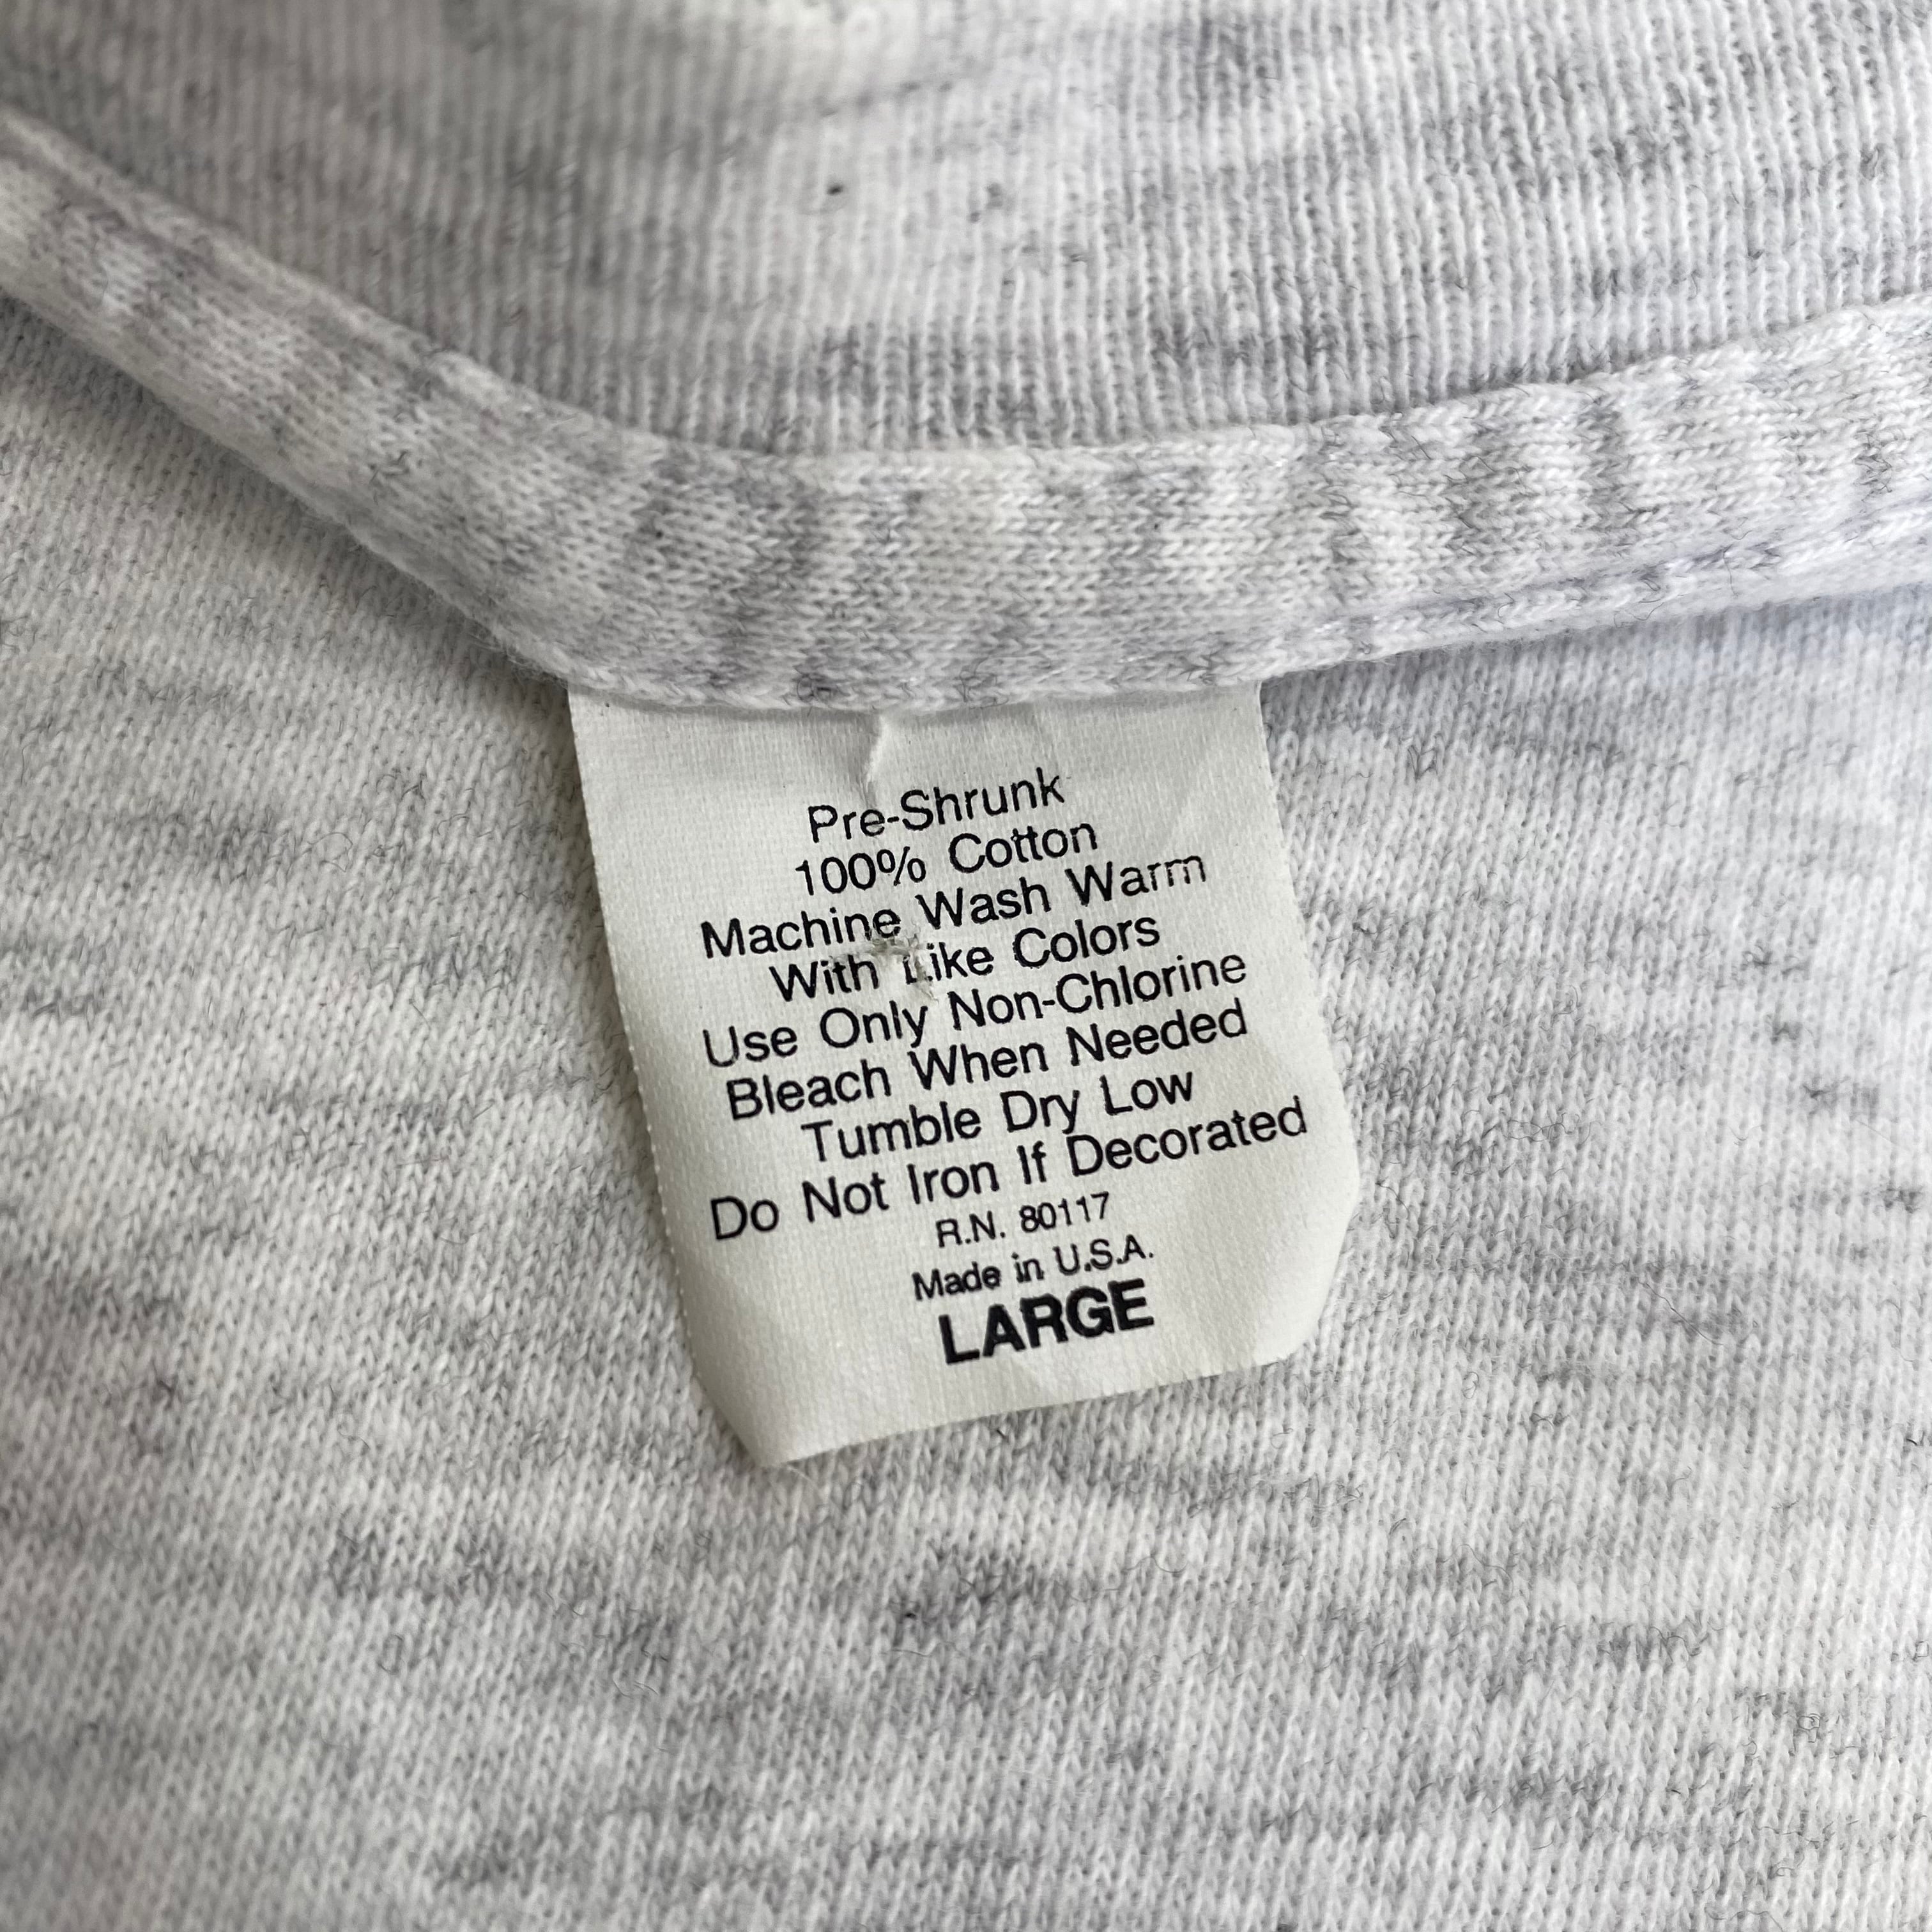 Pre-Shrunk
100% Cotton
Machine Wash Warm
With Like Colors
Use Only Non-Chlorine
Bleach When Needed
Tumble Dry Low
Do Not Iron If Decorated
R.N. 80117
Made in U.S.A.
LARGE